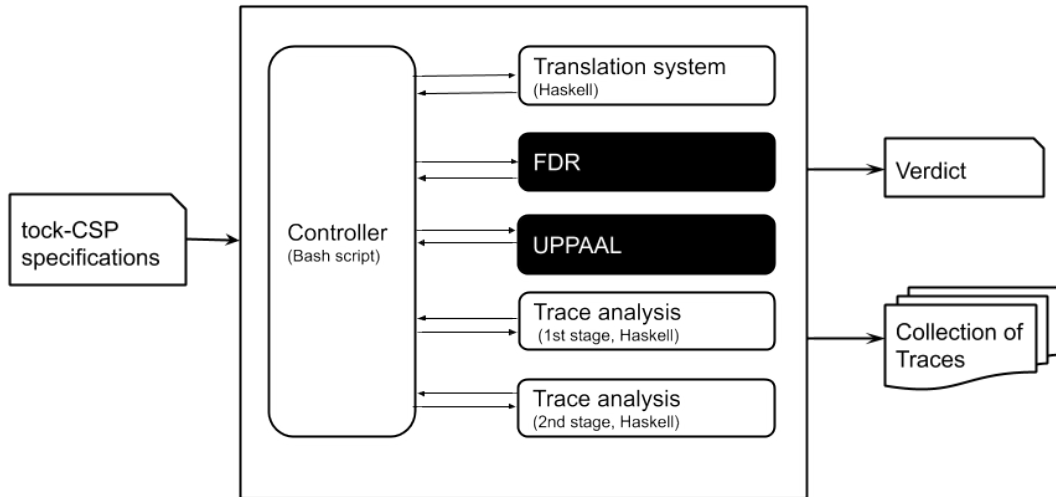 tock-CSP
specifications
Controller
(Bash script)
Translation system
(Haskell)
FDR
UPPAAL
Trace analysis
(1st stage, Haskell)
Trace analysis
(2nd stage, Haskell)
Verdict
Collection of
Traces